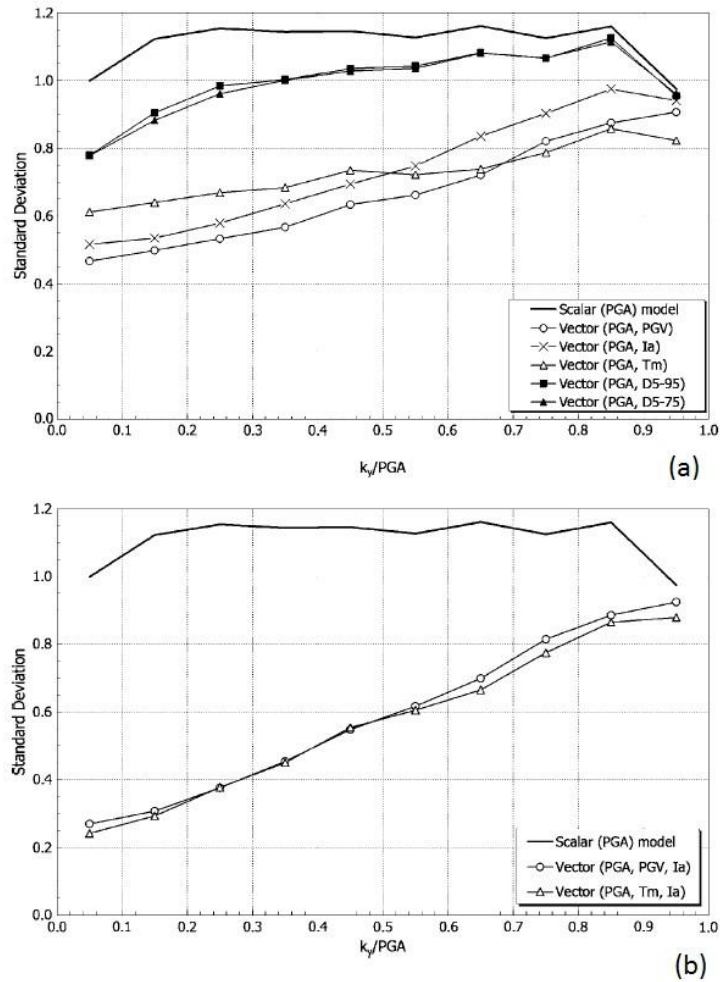 1.2
1.0
0.8
0.6
0.4
0.2
0.0
Standard Deviation
Scalar (PGA) model
Vector (PGA, PGV)
Vector (PGA, Ia)
Vector (PGA, Tm)
Vector (PGA, D5-95)
Vector (PGA, D5-75)
0.0 0.1 0.2 0.3 0.4 0.5 0.6 0.7 0.8 0.9 1.0
ky/PGA
(a)
1.2
1.0
0.8
0.6
0.4
0.2
0.0
Standard Deviation
Scalar (PGA) model
Vector (PGA, PGV, Ia)
Vector (PGA, Tm, Ia)
0.0 0.1 0.2 0.3 0.4 0.5 0.6 0.7 0.8 0.9 1.0
ky/PGA
(b)